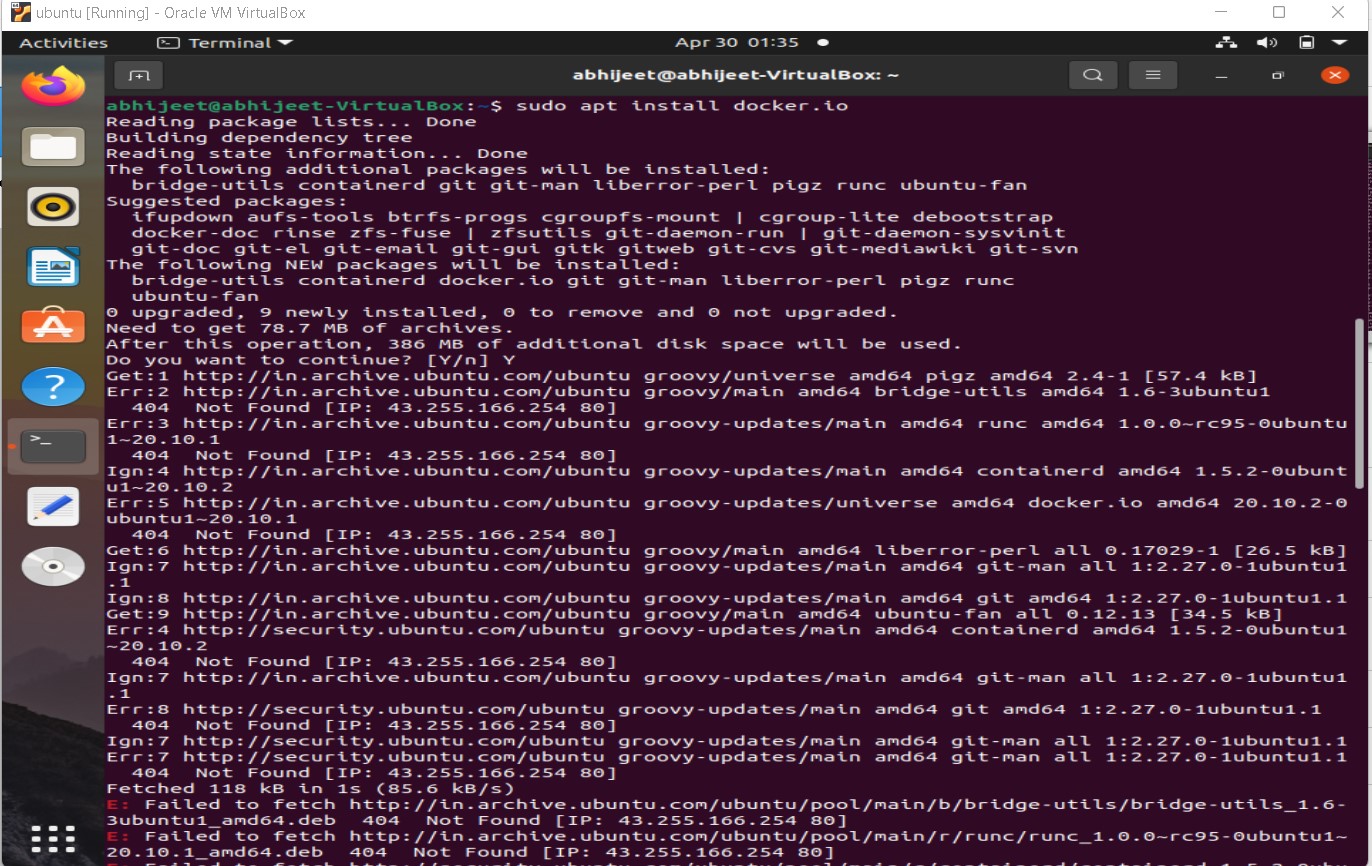 ubuntu [Running] - Oracle VM VirtualBox
Activities Terminal Apr 30 01:35
abhijeet@abhijeet-VirtualBox: ~
abhijeet@abhijeet-VirtualBox:~$ sudo apt install docker.io
Reading package lists... Done
Building dependency tree
Reading state information... Done
The following additional packages will be installed:
  bridge-utils containerd git git-man liberror-perl pigz runc ubuntu-fan
Suggested packages:
  ifupdown aufs-tools btrfs-progs cgroupfs-mount | cgroup-lite debootstrap
  docker-doc rinse zfs-fuse | zfsutils git-daemon-run | git-daemon-sysvinit
  git-doc git-el git-email git-gui gitk gitweb git-cvs git-mediawiki git-svn
The following NEW packages will be installed:
  bridge-utils containerd docker.io git git-man liberror-perl pigz runc
  ubuntu-fan
0 upgraded, 9 newly installed, 0 to remove and 0 not upgraded.
Need to get 78.7 MB of archives.
After this operation, 386 MB of additional disk space will be used.
Do you want to continue? [Y/n] Y
Get:1 http://in.archive.ubuntu.com/ubuntu groovy/universe amd64 pigz amd64 2.4-1 [57.4 kB]
Err:2 http://in.archive.ubuntu.com/ubuntu groovy/main amd64 bridge-utils amd64 1.6-3ubuntu1
  404  Not Found [IP: 43.255.166.254 80]
Err:3 http://in.archive.ubuntu.com/ubuntu groovy-updates/main amd64 runc amd64 1.0.0~rc95-0ubuntu
1~20.10.1
  404  Not Found [IP: 43.255.166.254 80]
Ign:4 http://in.archive.ubuntu.com/ubuntu groovy-updates/main amd64 containerd amd64 1.5.2-0ubunt
u1~20.10.2
Err:5 http://in.archive.ubuntu.com/ubuntu groovy-updates/universe amd64 docker.io amd64 20.10.2-0
ubuntu1~20.10.1
  404  Not Found [IP: 43.255.166.254 80]
Get:6 http://in.archive.ubuntu.com/ubuntu groovy/main amd64 liberror-perl all 0.17029-1 [26.5 kB]
Ign:7 http://in.archive.ubuntu.com/ubuntu groovy-updates/main amd64 git-man all 1:2.27.0-1ubuntu1
.1
Ign:8 http://in.archive.ubuntu.com/ubuntu groovy-updates/main amd64 git amd64 1:2.27.0-1ubuntu1.1
Get:9 http://in.archive.ubuntu.com/ubuntu groovy/main amd64 ubuntu-fan all 0.12.13 [34.5 kB]
Err:4 http://security.ubuntu.com/ubuntu groovy-updates/main amd64 containerd amd64 1.5.2-0ubuntu1
~20.10.2
  404  Not Found [IP: 43.255.166.254 80]
Ign:7 http://in.archive.ubuntu.com/ubuntu groovy-updates/main amd64 git-man all 1:2.27.0-1ubuntu1
.1
Err:8 http://security.ubuntu.com/ubuntu groovy-updates/main amd64 git amd64 1:2.27.0-1ubuntu1.1
  404  Not Found [IP: 43.255.166.254 80]
Ign:7 http://security.ubuntu.com/ubuntu groovy-updates/main amd64 git-man all 1:2.27.0-1ubuntu1.1
Err:7 http://security.ubuntu.com/ubuntu groovy-updates/main amd64 git-man all 1:2.27.0-1ubuntu1.1
  404  Not Found [IP: 43.255.166.254 80]
Fetched 118 kB in 1s (85.6 kB/s)
E: Failed to fetch http://in.archive.ubuntu.com/ubuntu/pool/main/b/bridge-utils/bridge-utils_1.6-
3ubuntu1_amd64.deb  404  Not Found [IP: 43.255.166.254 80]
E: Failed to fetch http://in.archive.ubuntu.com/ubuntu/pool/main/r/runc/runc_1.0.0~rc95-0ubuntu1~
20.10.1_amd64.deb  404  Not Found [IP: 43.255.166.254 80]